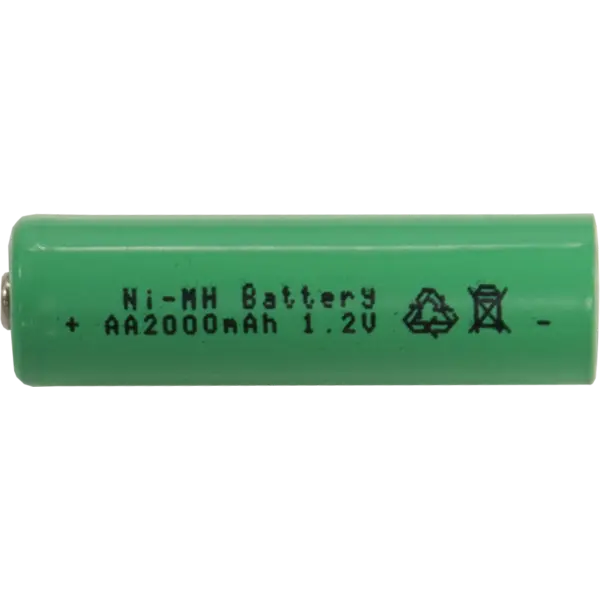 Ni-MH Battery
+ AA2000mAh 1.2V -